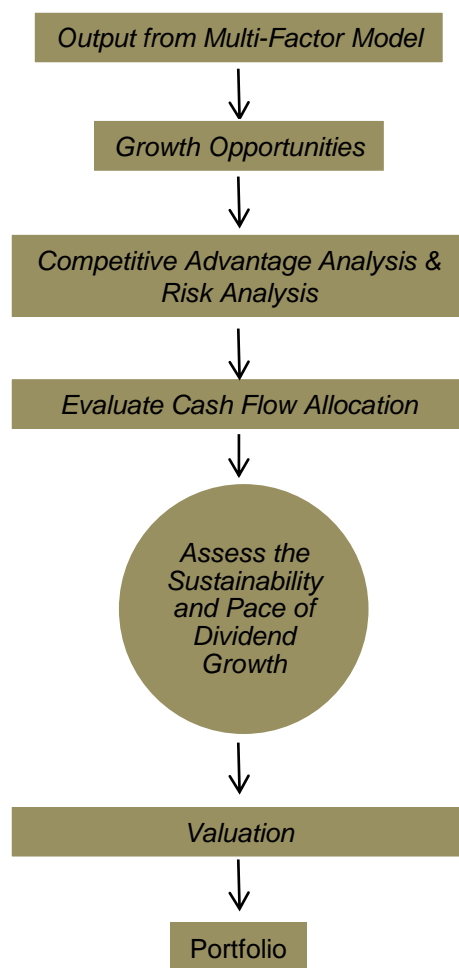 Output from Multi-Factor Model
Growth Opportunities
Competitive Advantage Analysis &
Risk Analysis
Evaluate Cash Flow Allocation
Assess the
Sustainability
and Pace of
Dividend
Growth
Valuation
Portfolio